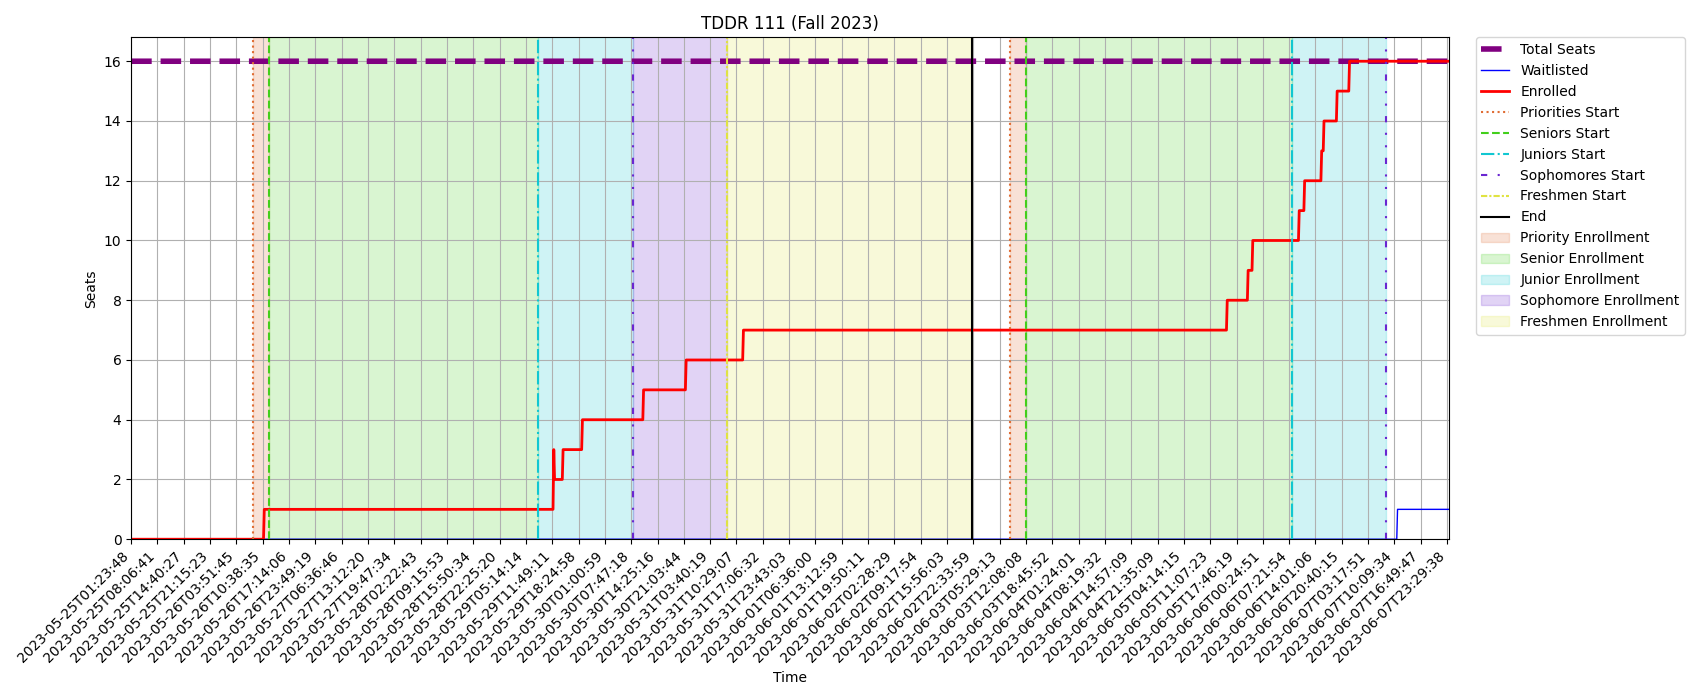 TDDR 111 (Fall 2023)
Seats
16
14
12
10
8
6
4
2
0
2023-05-25T01:23:48
2023-05-25T08:06:41
2023-05-25T14:40:27
2023-05-25T21:15:23
2023-05-26T03:51:45
2023-05-26T10:38:35
2023-05-26T17:14:06
2023-05-26T23:49:19
2023-05-27T06:36:46
2023-05-27T13:12:20
2023-05-27T19:47:34
2023-05-28T02:22:43
2023-05-28T09:15:53
2023-05-28T15:50:34
2023-05-28T22:25:20
2023-05-29T05:14:14
2023-05-29T11:49:11
2023-05-29T18:24:58
2023-05-30T01:00:59
2023-05-30T07:47:18
2023-05-30T14:25:16
2023-05-30T21:03:44
2023-05-31T03:40:19
2023-05-31T10:29:07
2023-05-31T17:06:32
2023-05-31T23:43:03
2023-06-01T06:36:00
2023-06-01T13:12:59
2023-06-01T19:50:11
2023-06-02T02:28:29
2023-06-02T09:17:54
2023-06-02T15:56:03
2023-06-02T22:33:59
2023-06-03T05:29:13
2023-06-03T12:08:08
2023-06-03T18:45:52
2023-06-04T01:24:01
2023-06-04T08:19:32
2023-06-04T14:57:09
2023-06-04T21:35:09
2023-06-05T04:14:15
2023-06-05T11:07:23
2023-06-05T17:46:19
2023-06-06T00:24:51
2023-06-06T07:21:54
2023-06-06T14:01:06
2023-06-06T20:40:15
2023-06-07T03:17:51
2023-06-07T10:09:34
2023-06-07T16:49:47
2023-06-07T23:29:38
Time
Total Seats
Waitlisted
Enrolled
Priorities Start
Seniors Start
Juniors Start
Sophomores Start
Freshmen Start
End
Priority Enrollment
Senior Enrollment
Junior Enrollment
Sophomore Enrollment
Freshmen Enrollment